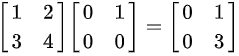 [1 2; 3 4] [0 1; 0 0] = [0 1; 0 3]